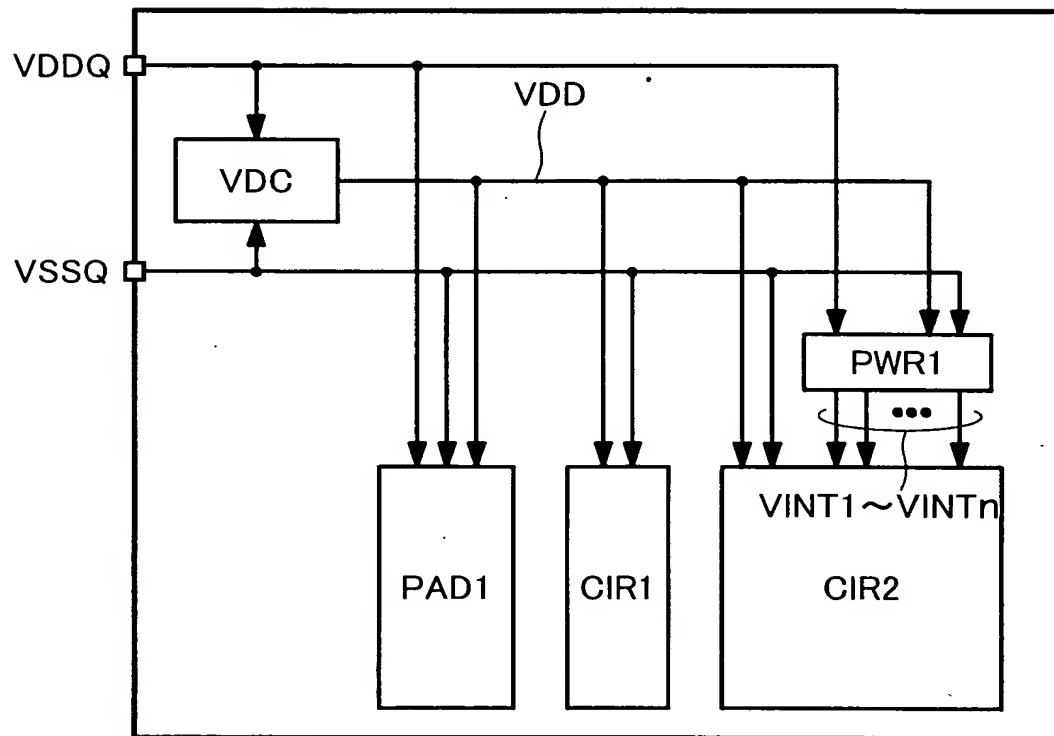 VDDQ
VDD
VDC
VSSQ
PWR1
•••
VINT1～VINTn
PAD1
CIR1
CIR2